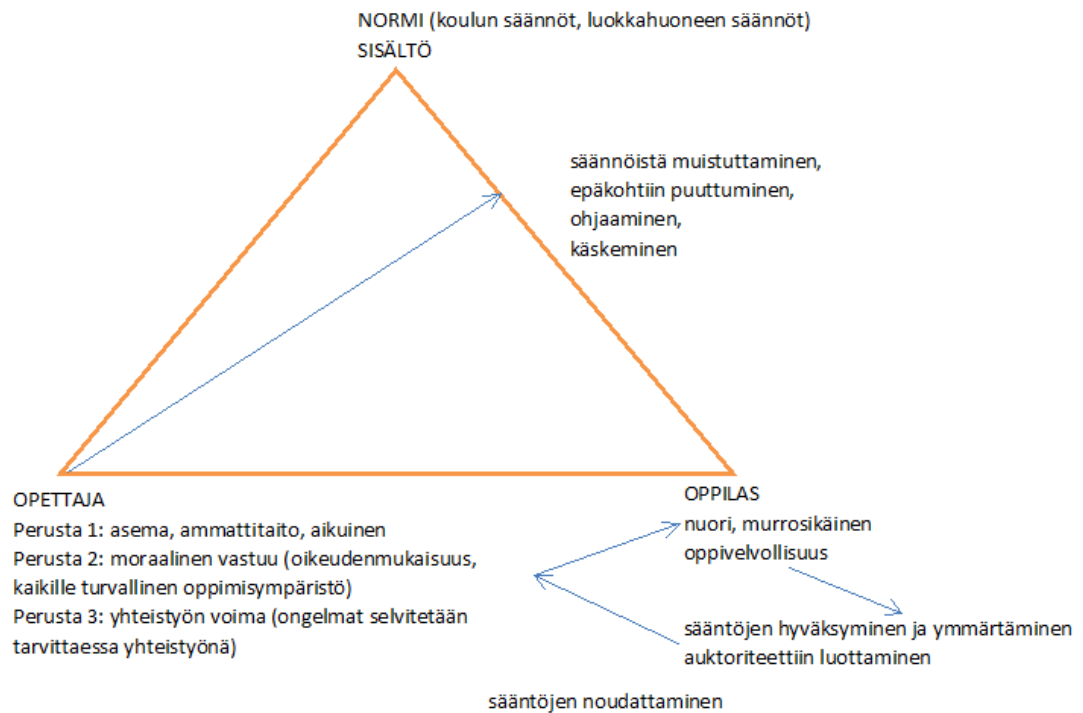 NORMI (koulun säännöt, luokkahuoneen säännöt)
SISÄLTÖ
säännöistä muistuttaminen,
epäkohtiin puuttuminen,
ohjaaminen,
käskeminen
OPETTAJA
Perusta 1: asema, ammattitaito, aikuinen
Perusta 2: moraalinen vastuu (oikeudenmukaisuus,
kaikille turvallinen oppimisympäristö)
Perusta 3: yhteistyön voima (ongelmat selvitetään
tarvittaessa yhteistyönä)
OPPILAS
nuori, murrosikäinen
oppivelvollisuus
sääntöjen hyväksyminen ja ymmärtäminen
auktoriteettiin luottaminen
sääntöjen noudattaminen